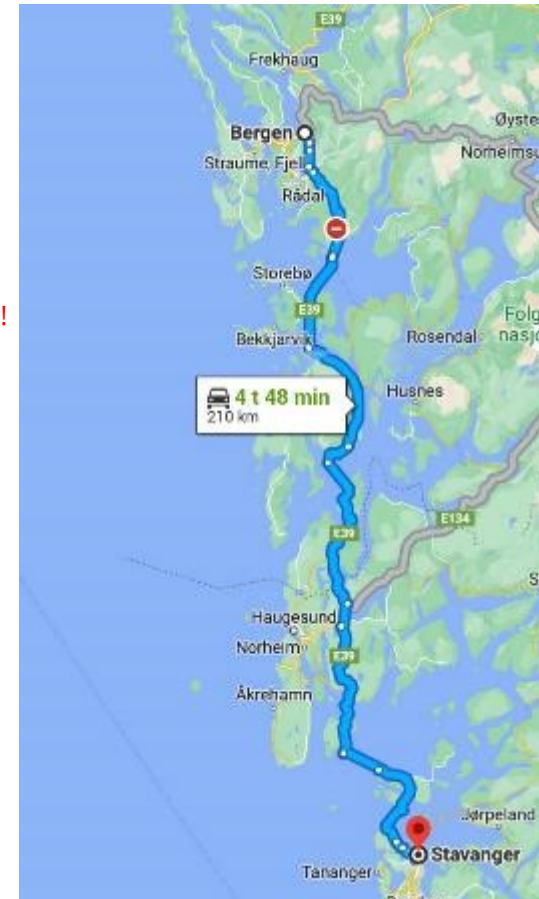 E39
Frekhaug
Øyste
Bergen
Norheimsu
Straume, Fjell
Rådal
Storebø
!
E39
Folg
nasjo
Bekkjarvik
Rosendal
4 t 48 min
210 km
Husnes
E134
E39
S
Haugesund
Norheim
E39
Åkrehamn
Jørpeland
Stavanger
Tananger